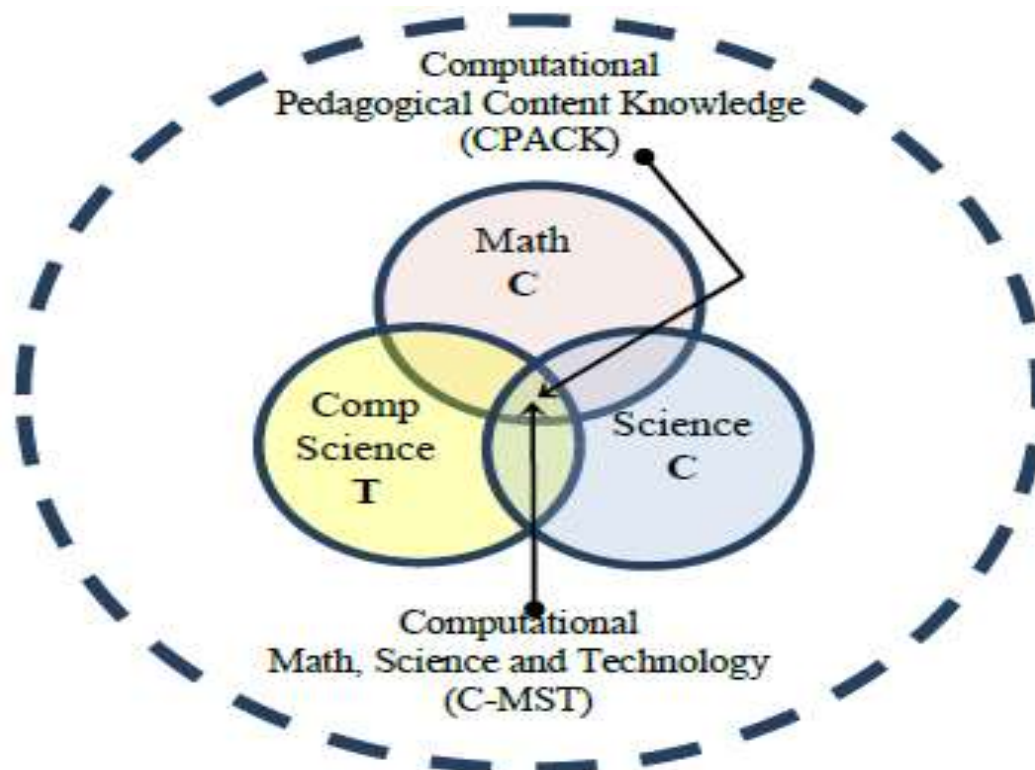 Computational
Pedagogical Content Knowledge
(CPACK)
Math
C
Comp
Science
T
Science
C
Computational
Math, Science and Technology
(C-MST)